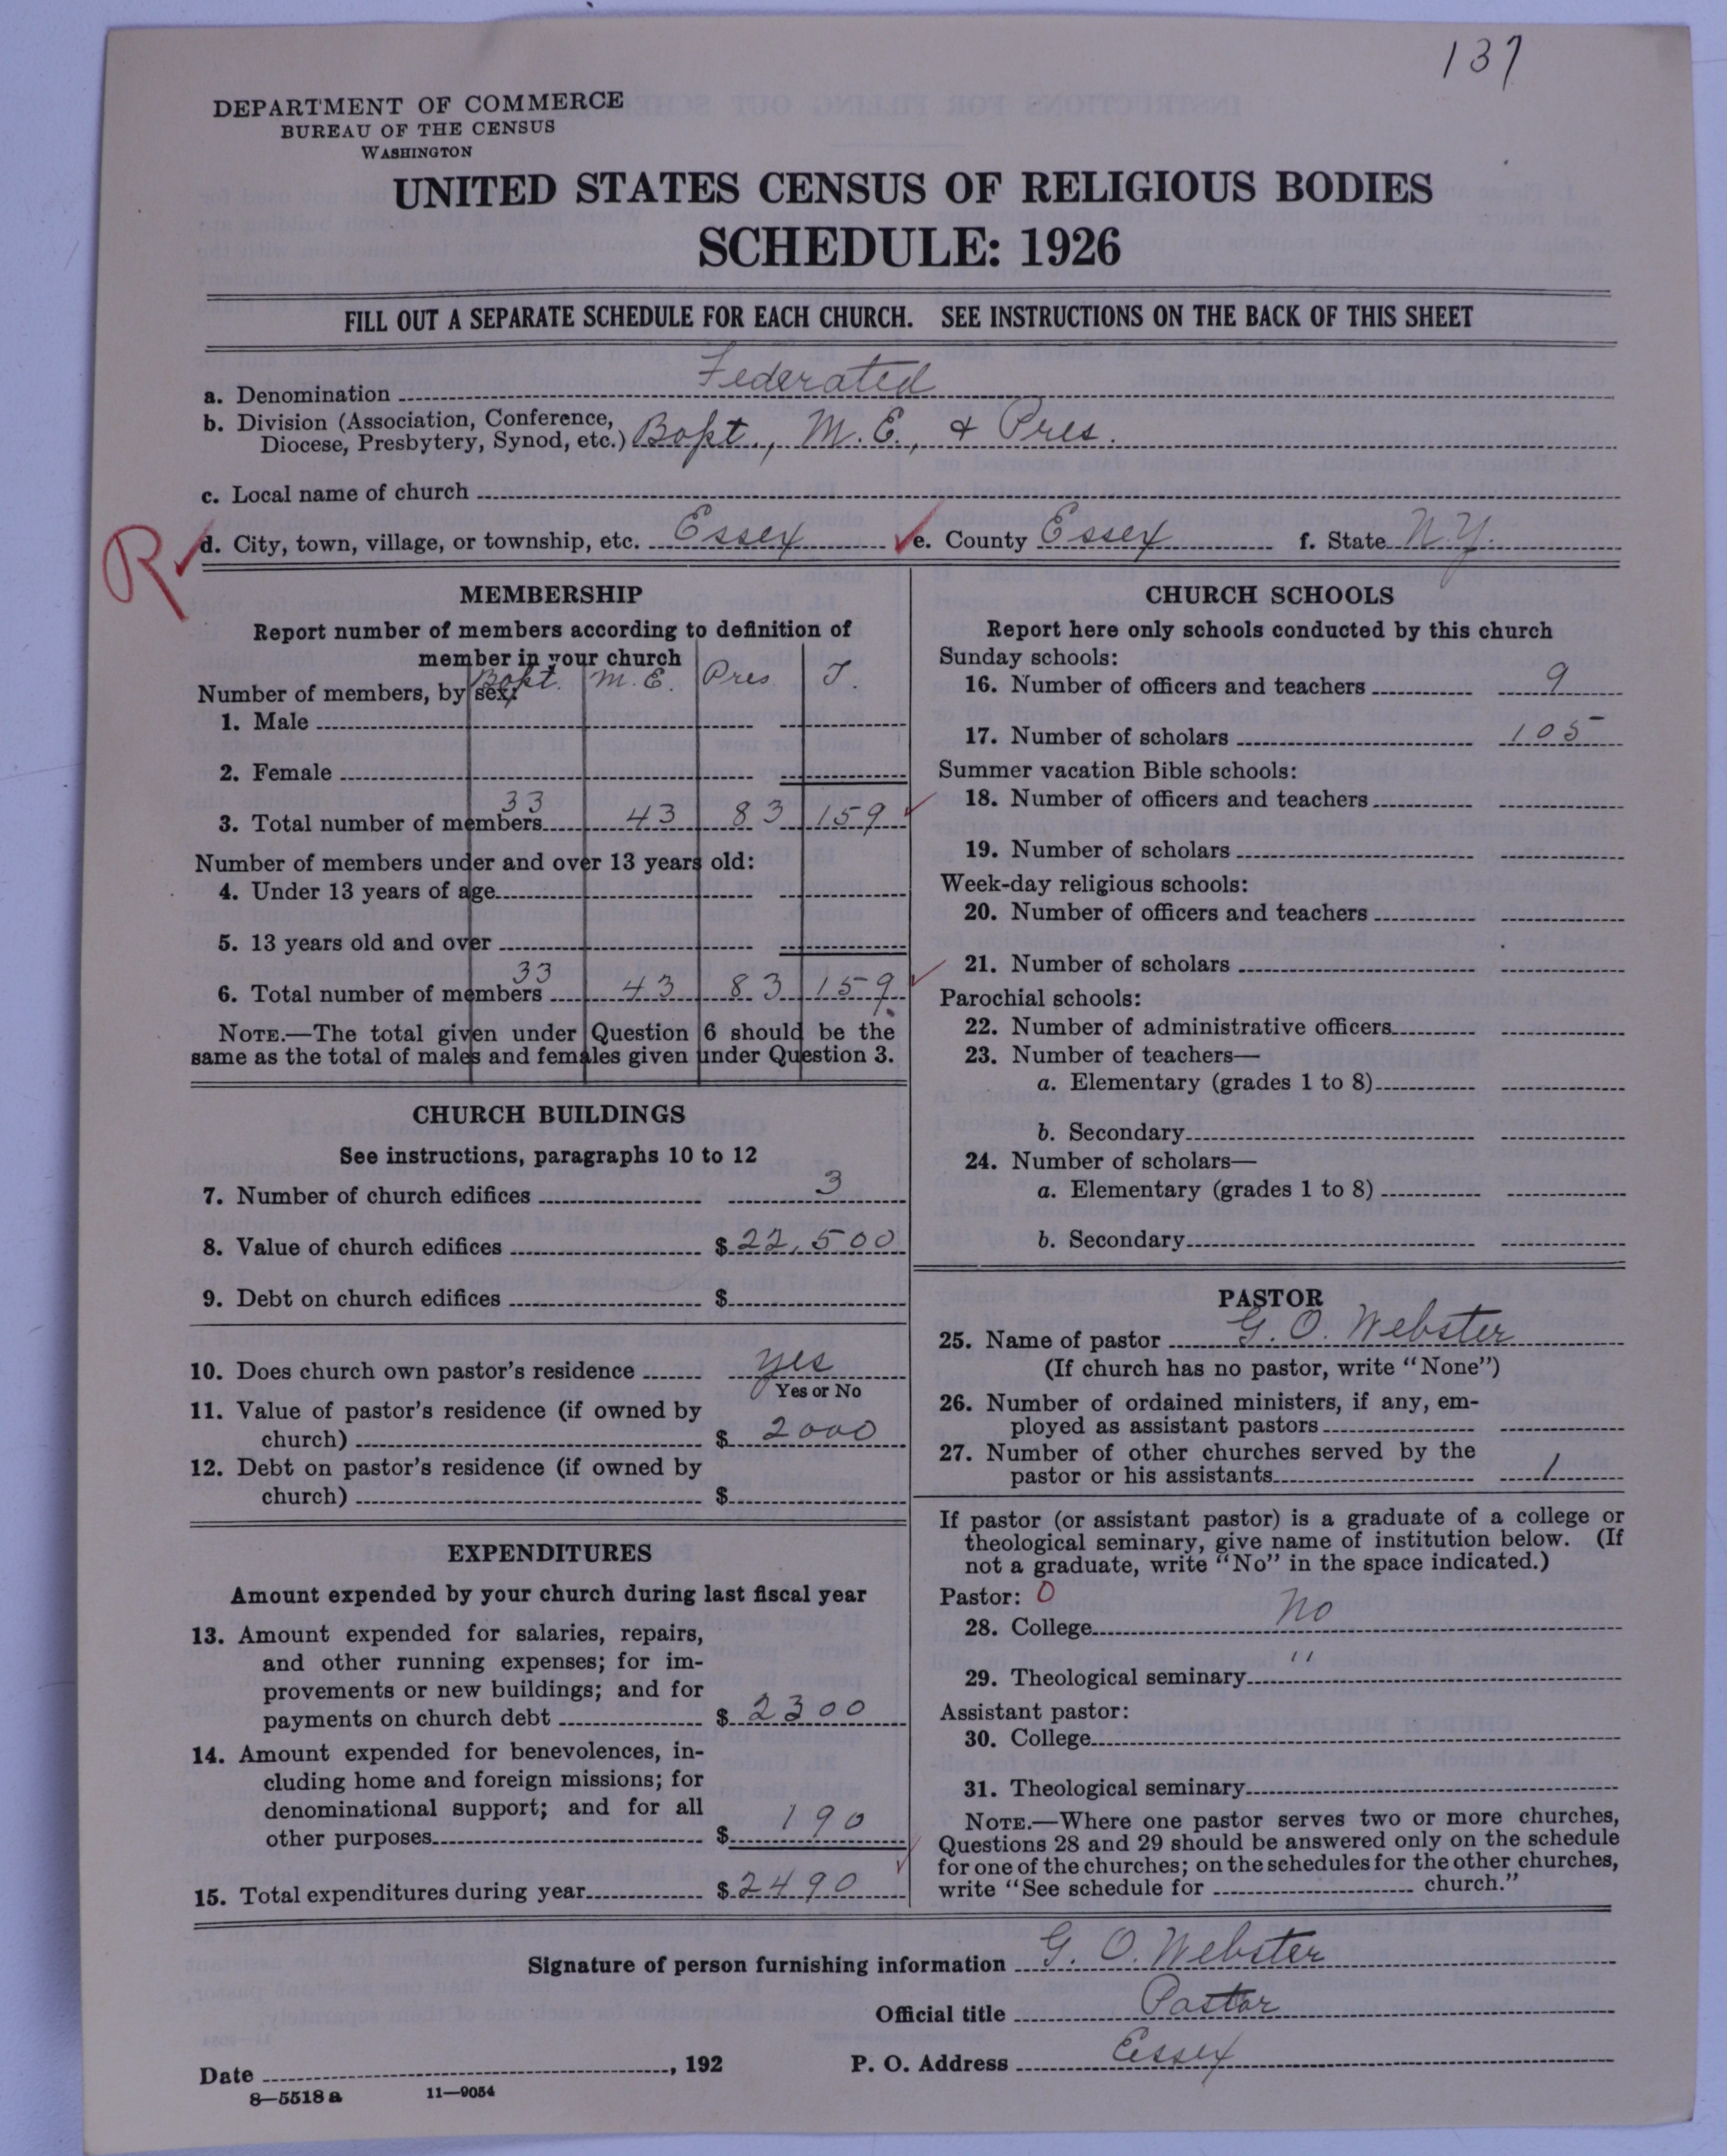 137
DEPARTMENT OF COMMERCE
BUREAU OF THE CENSUS
WASHINGTON
UNITED STATES CENSUS OF RELIGIOUS BODIES
SCHEDULE: 1926
FILL OUT A SEPARATE SCHEDULE FOR EACH CHURCH. SEE INSTRUCTIONS ON THE BACK OF THIS SHEET
a. Denomination Federated
b. Division (Association, Conference,
Diocese, Presbytery, Synod, etc.) Bapt., M. E., & Pres.
c. Local name of church
R d. City, town, village, or township, etc. Essex e. County Essex f. State N.Y.
MEMBERSHIP
Report number of members according to definition of
member in your church
Number of members, by sex: Bapt. M. E. Pres T.
1. Male
2. Female
3. Total number of members 33 43 83 159
Number of members under and over 13 years old:
4. Under 13 years of age
5. 13 years old and over
6. Total number of members 33 43 83 159
NOTE.—The total given under Question 6 should be the
same as the total of males and females given under Question 3.
CHURCH BUILDINGS
See instructions, paragraphs 10 to 12
7. Number of church edifices 3
8. Value of church edifices $ 22,500
9. Debt on church edifices $
10. Does church own pastor's residence yes
Yes or No
11. Value of pastor's residence (if owned by
church) $ 2000
12. Debt on pastor's residence (if owned by
church) $
EXPENDITURES
Amount expended by your church during last fiscal year
13. Amount expended for salaries, repairs,
and other running expenses; for im-
provements or new buildings; and for
payments on church debt $ 2300
14. Amount expended for benevolences, in-
cluding home and foreign missions; for
denominational support; and for all
other purposes $ 190
15. Total expenditures during year $ 2490
CHURCH SCHOOLS
Report here only schools conducted by this church
Sunday schools:
16. Number of officers and teachers 9
17. Number of scholars 105
Summer vacation Bible schools:
18. Number of officers and teachers
19. Number of scholars
Week-day religious schools:
20. Number of officers and teachers
21. Number of scholars
Parochial schools:
22. Number of administrative officers
23. Number of teachers—
a. Elementary (grades 1 to 8)
b. Secondary
24. Number of scholars—
a. Elementary (grades 1 to 8)
b. Secondary
PASTOR
25. Name of pastor G. O. Webster
(If church has no pastor, write "None")
26. Number of ordained ministers, if any, em-
ployed as assistant pastors
27. Number of other churches served by the
pastor or his assistants 1
If pastor (or assistant pastor) is a graduate of a college or
theological seminary, give name of institution below. (If
not a graduate, write "No" in the space indicated.)
Pastor: 0
28. College No
29. Theological seminary "
Assistant pastor:
30. College
31. Theological seminary
NOTE.—Where one pastor serves two or more churches,
Questions 28 and 29 should be answered only on the schedule
for one of the churches; on the schedules for the other churches,
write "See schedule for church."
Signature of person furnishing information G. O. Webster
Official title Pastor
Date , 192 P. O. Address Essex
8—5518 a 11—9054